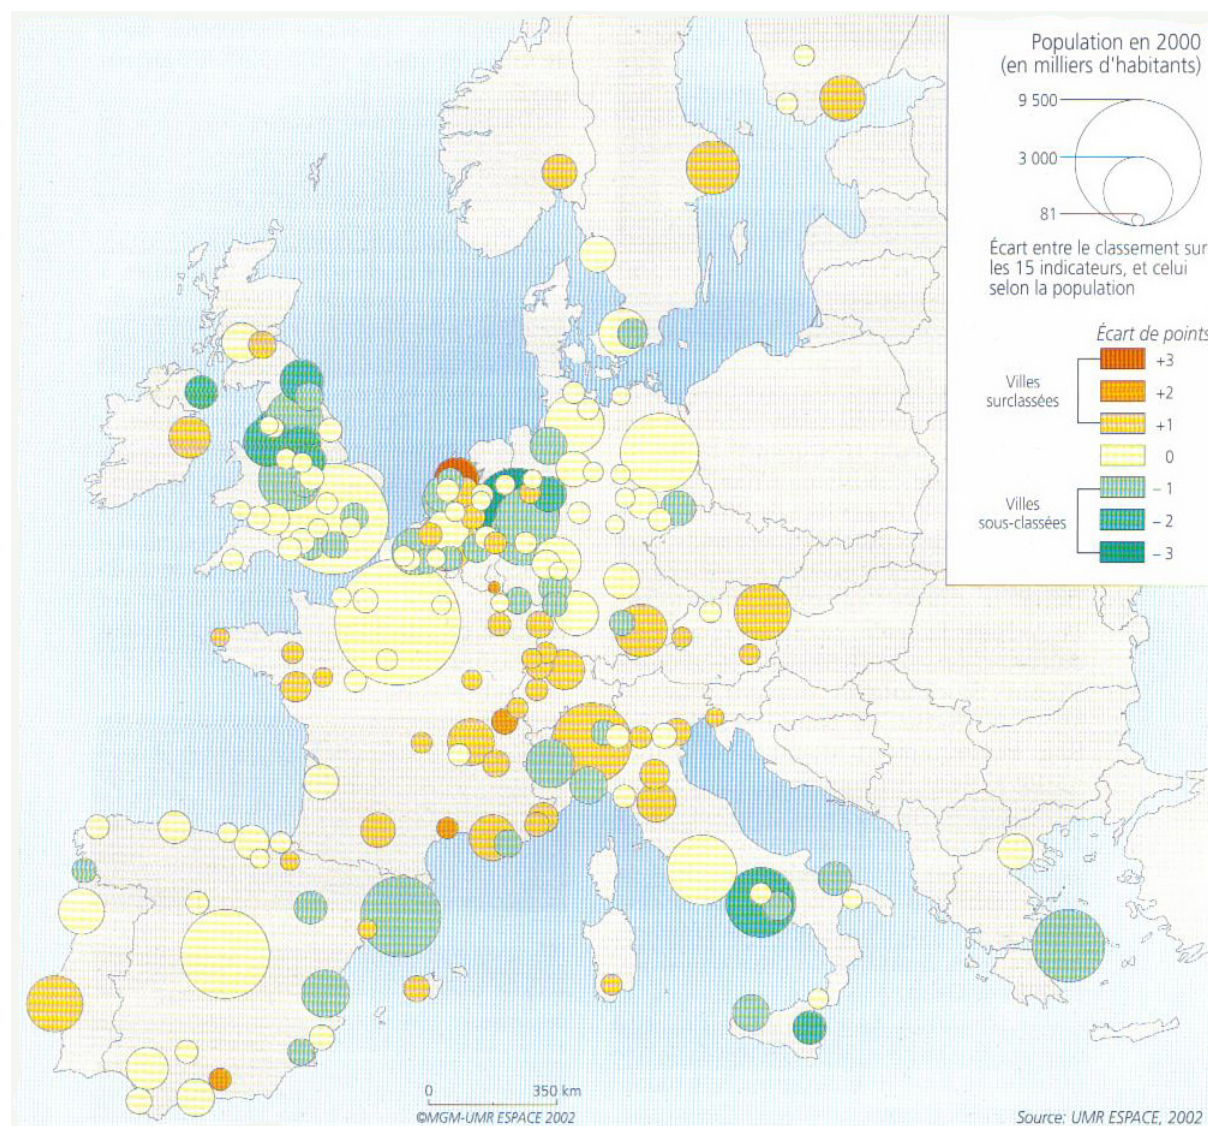 Population en 2000
(en milliers d'habitants)
9 500
3 000
81
Écart entre le classement sur
les 15 indicateurs, et celui
selon la population
Écart de points
Villes
surclassées
+3
+2
+1
0
Villes
sous-classées
– 1
– 2
– 3
0 350 km
©MGM-UMR ESPACE 2002
Source: UMR ESPACE, 2002